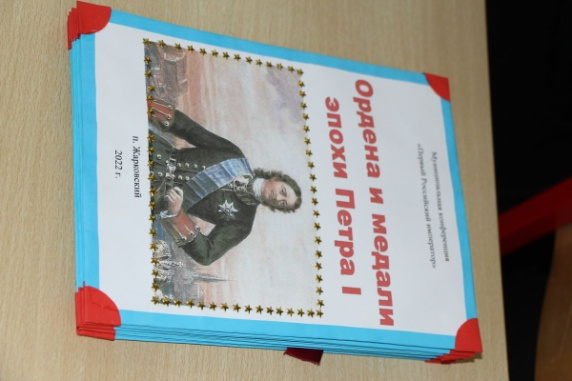 Муниципальная конференция
«Первый Российский император»
Ордена и медали
эпохи Петра I
п. Жарковский
2022 г.